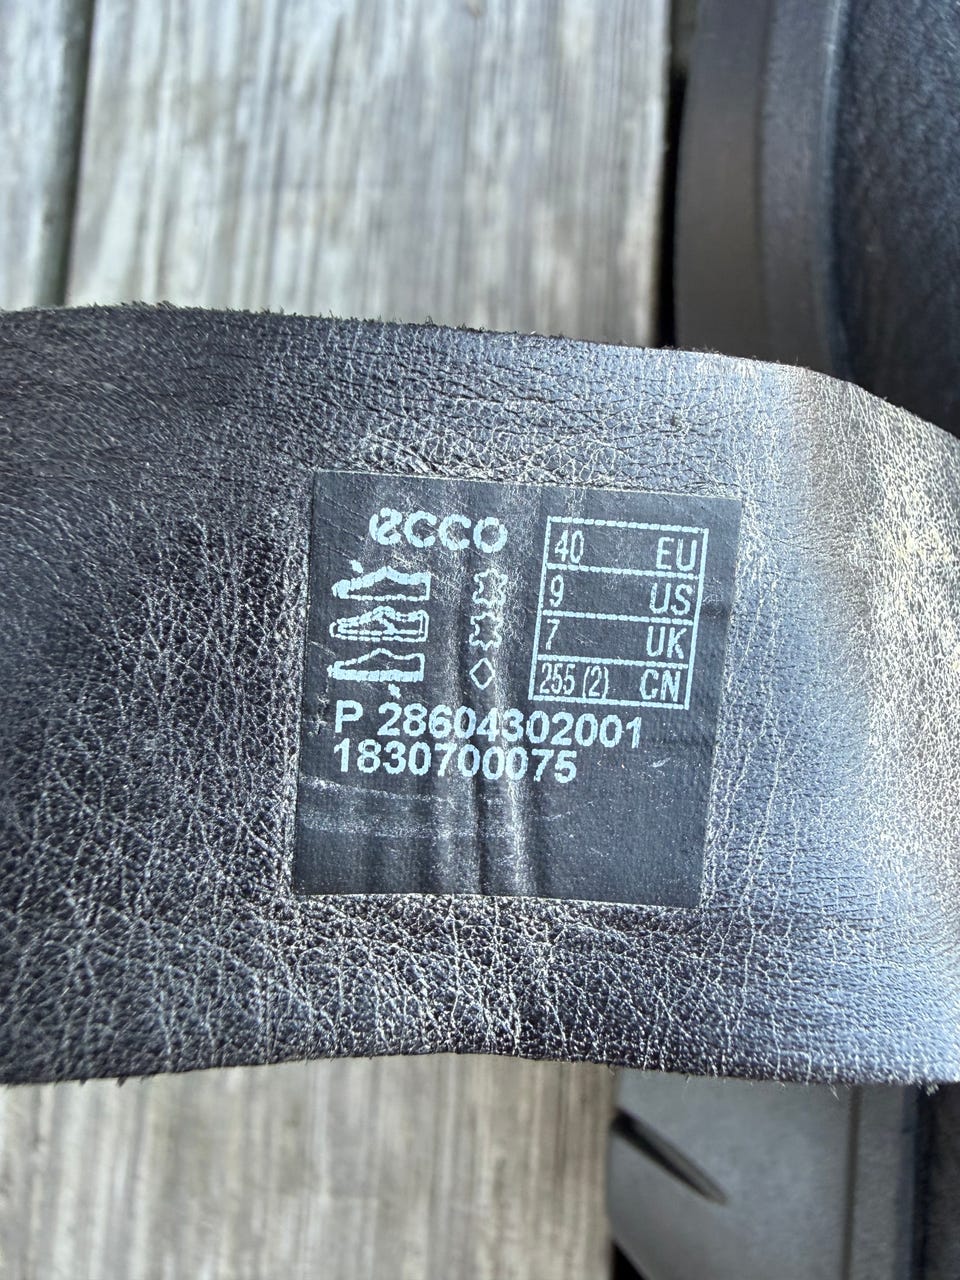 ecco
40 EU
9 US
7 UK
255 (2) CN
P 28604302001
1830700075